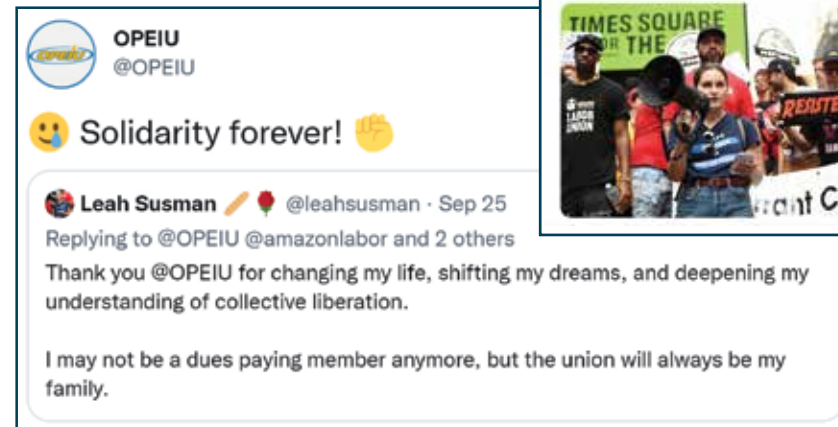 OPEIU
@OPEIU
🥲 Solidarity forever! ✊
Leah Susman 🥖🌹 @leahsusman · Sep 25
Replying to @OPEIU @amazonlabor and 2 others
Thank you @OPEIU for changing my life, shifting my dreams, and deepening my
understanding of collective liberation.
I may not be a dues paying member anymore, but the union will always be my
family.
TIMES SQUARE
OR THE
LABOR
UNION